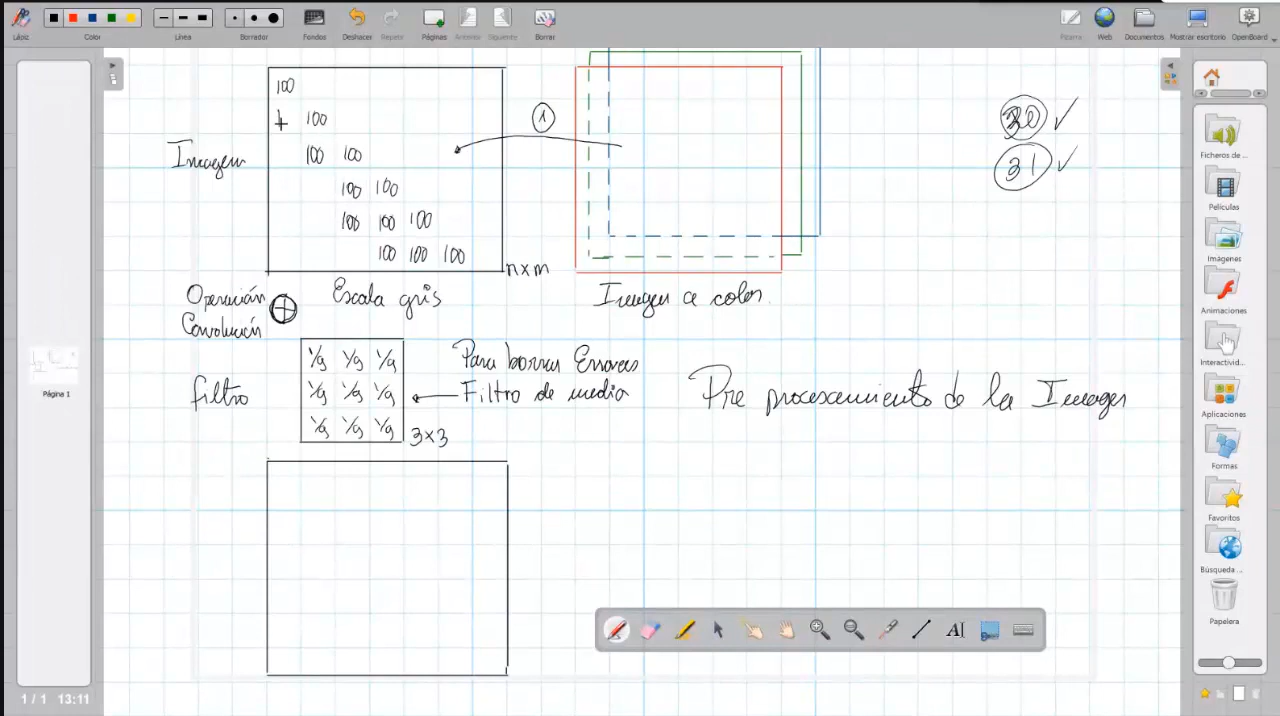 Lápiz
Color
Línea
Borrador
Fondos
Deshacer
Repetir
Páginas
Anterior
Siguiente
Borrar
Pizarra
Web
Documentos
Mostrar escritorio
OpenBoard
100
100
100 100
100 100
100 100 100
100 100 100
Imagen
1
30
31
n x m
Operación
Convolución
Escala gris
Imagen a color
Filtro
1/9 1/9 1/9
1/9 1/9 1/9
1/9 1/9 1/9
3x3
Para borrar Errores
Filtro de media
Pre procesamiento de la Imagen
Página 1
1 / 1 13:11
AI
Ficheros de ...
Películas
Imágenes
Animaciones
Interactivid...
Aplicaciones
Formas
Favoritos
Búsqueda ...
Papelera